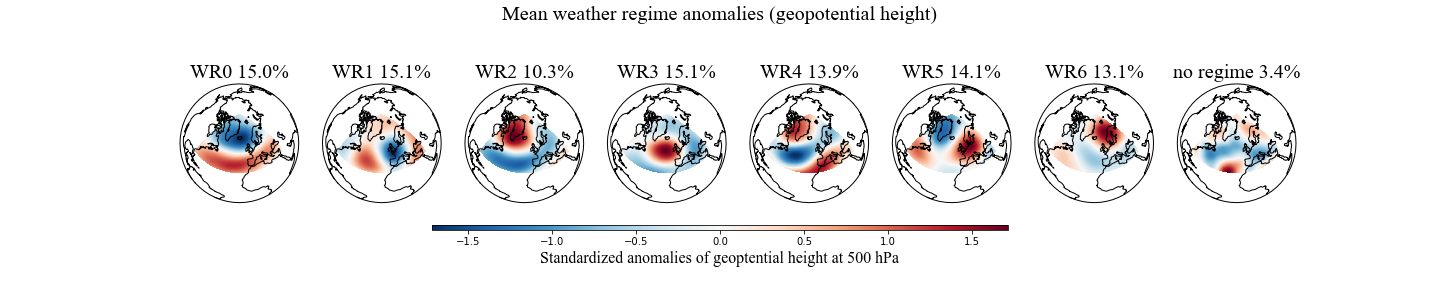 Mean weather regime anomalies (geopotential height)
WR0 15.0%
WR1 15.1%
WR2 10.3%
WR3 15.1%
WR4 13.9%
WR5 14.1%
WR6 13.1%
no regime 3.4%
−1.5 −1.0 −0.5 0.0 0.5 1.0 1.5
Standardized anomalies of geoptential height at 500 hPa